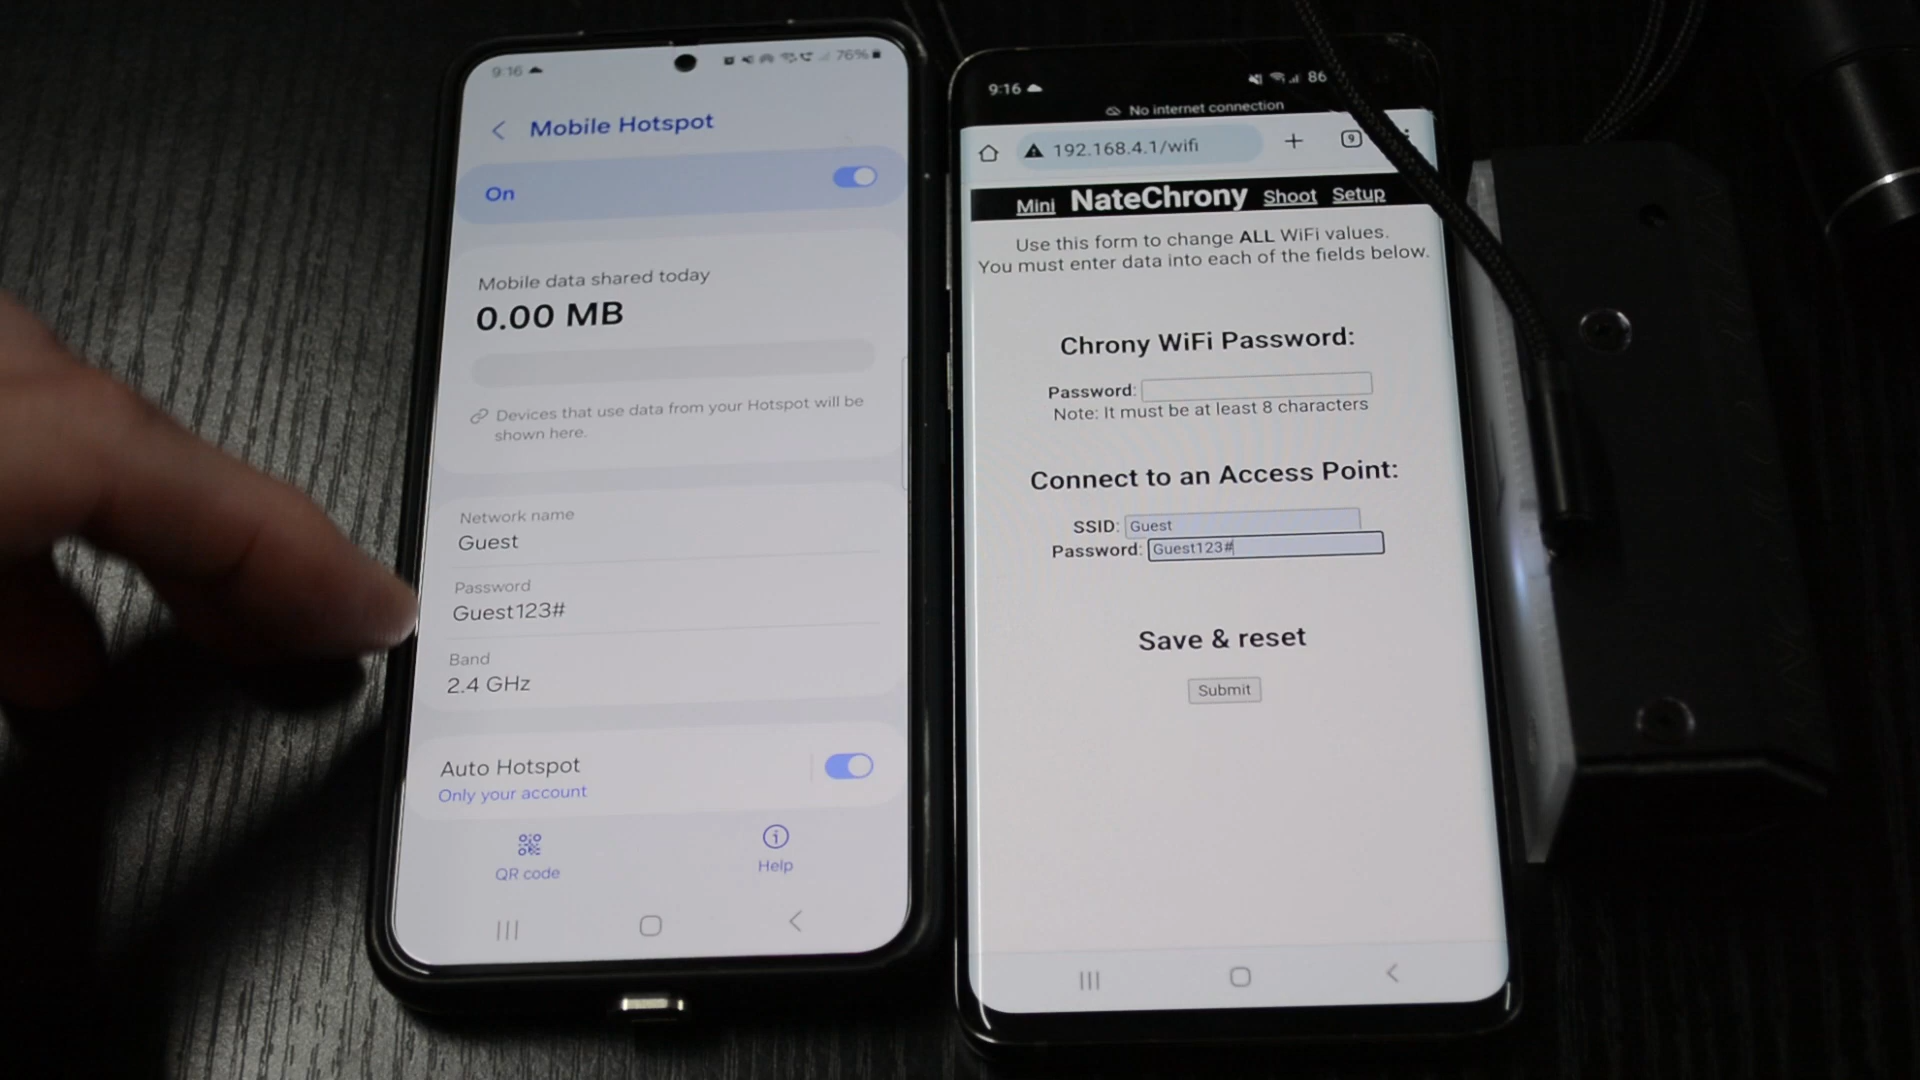 9:16
76%
Mobile Hotspot
On
Mobile data shared today
0.00 MB
Devices that use data from your Hotspot will be
shown here.
Network name
Guest
Password
Guest123#
Band
2.4 GHz
Auto Hotspot
Only your account
QR code
Help
9:16
86
No internet connection
192.168.4.1/wifi
9
Mini NateChrony Shoot Setup
Use this form to change ALL WiFi values.
You must enter data into each of the fields below.
Chrony WiFi Password:
Password:
Note: It must be at least 8 characters
Connect to an Access Point:
SSID: Guest
Password: Guest123#
Save & reset
Submit